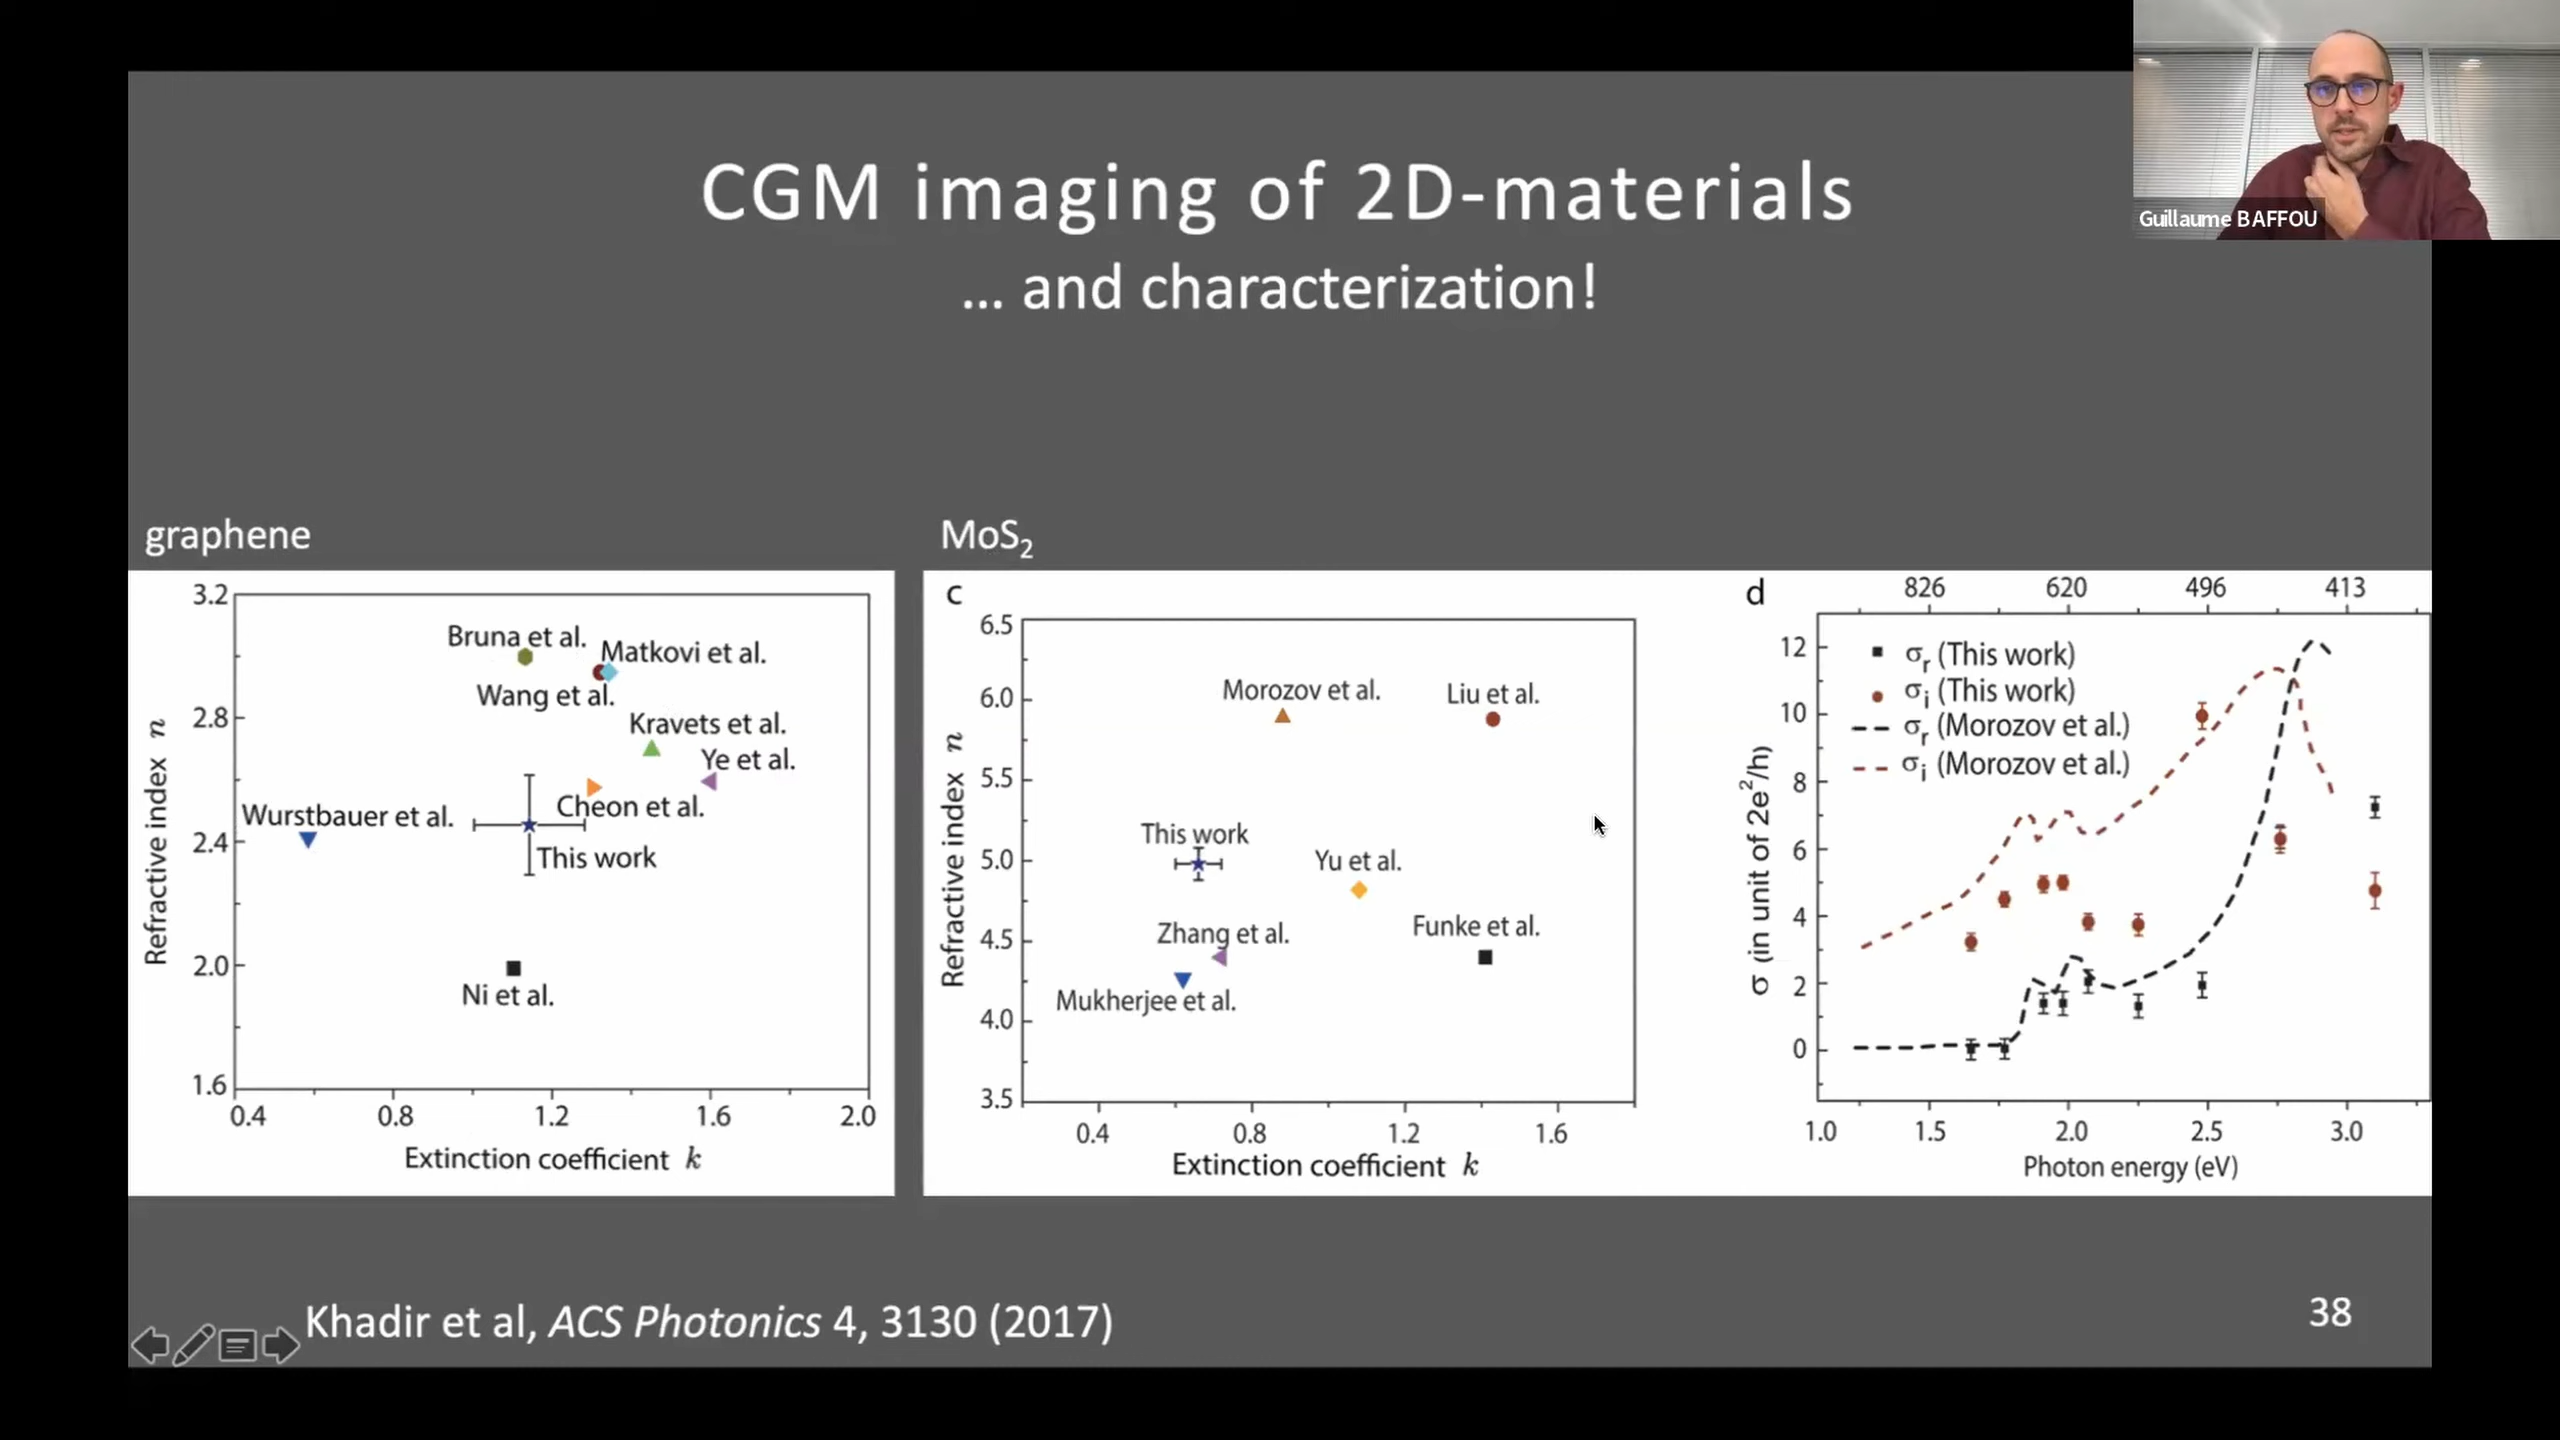 Guillaume BAFFOU
CGM imaging of 2D-materials
... and characterization!
graphene
3.2
2.8
2.4
2.0
1.6
Refractive index n
Bruna et al.
Matkovi et al.
Wang et al.
Kravets et al.
Ye et al.
Cheon et al.
Wurstbauer et al.
This work
Ni et al.
0.4 0.8 1.2 1.6 2.0
Extinction coefficient k
MoS2
c
6.5
6.0
5.5
5.0
4.5
4.0
3.5
Refractive index n
Morozov et al.
Liu et al.
This work
Yu et al.
Zhang et al.
Funke et al.
Mukherjee et al.
0.4 0.8 1.2 1.6
Extinction coefficient k
d
826 620 496 413
12
10
8
6
4
2
0
σ (in unit of 2e²/h)
σr (This work)
σi (This work)
σr (Morozov et al.)
σi (Morozov et al.)
1.0 1.5 2.0 2.5 3.0
Photon energy (eV)
Khadir et al, ACS Photonics 4, 3130 (2017)
38